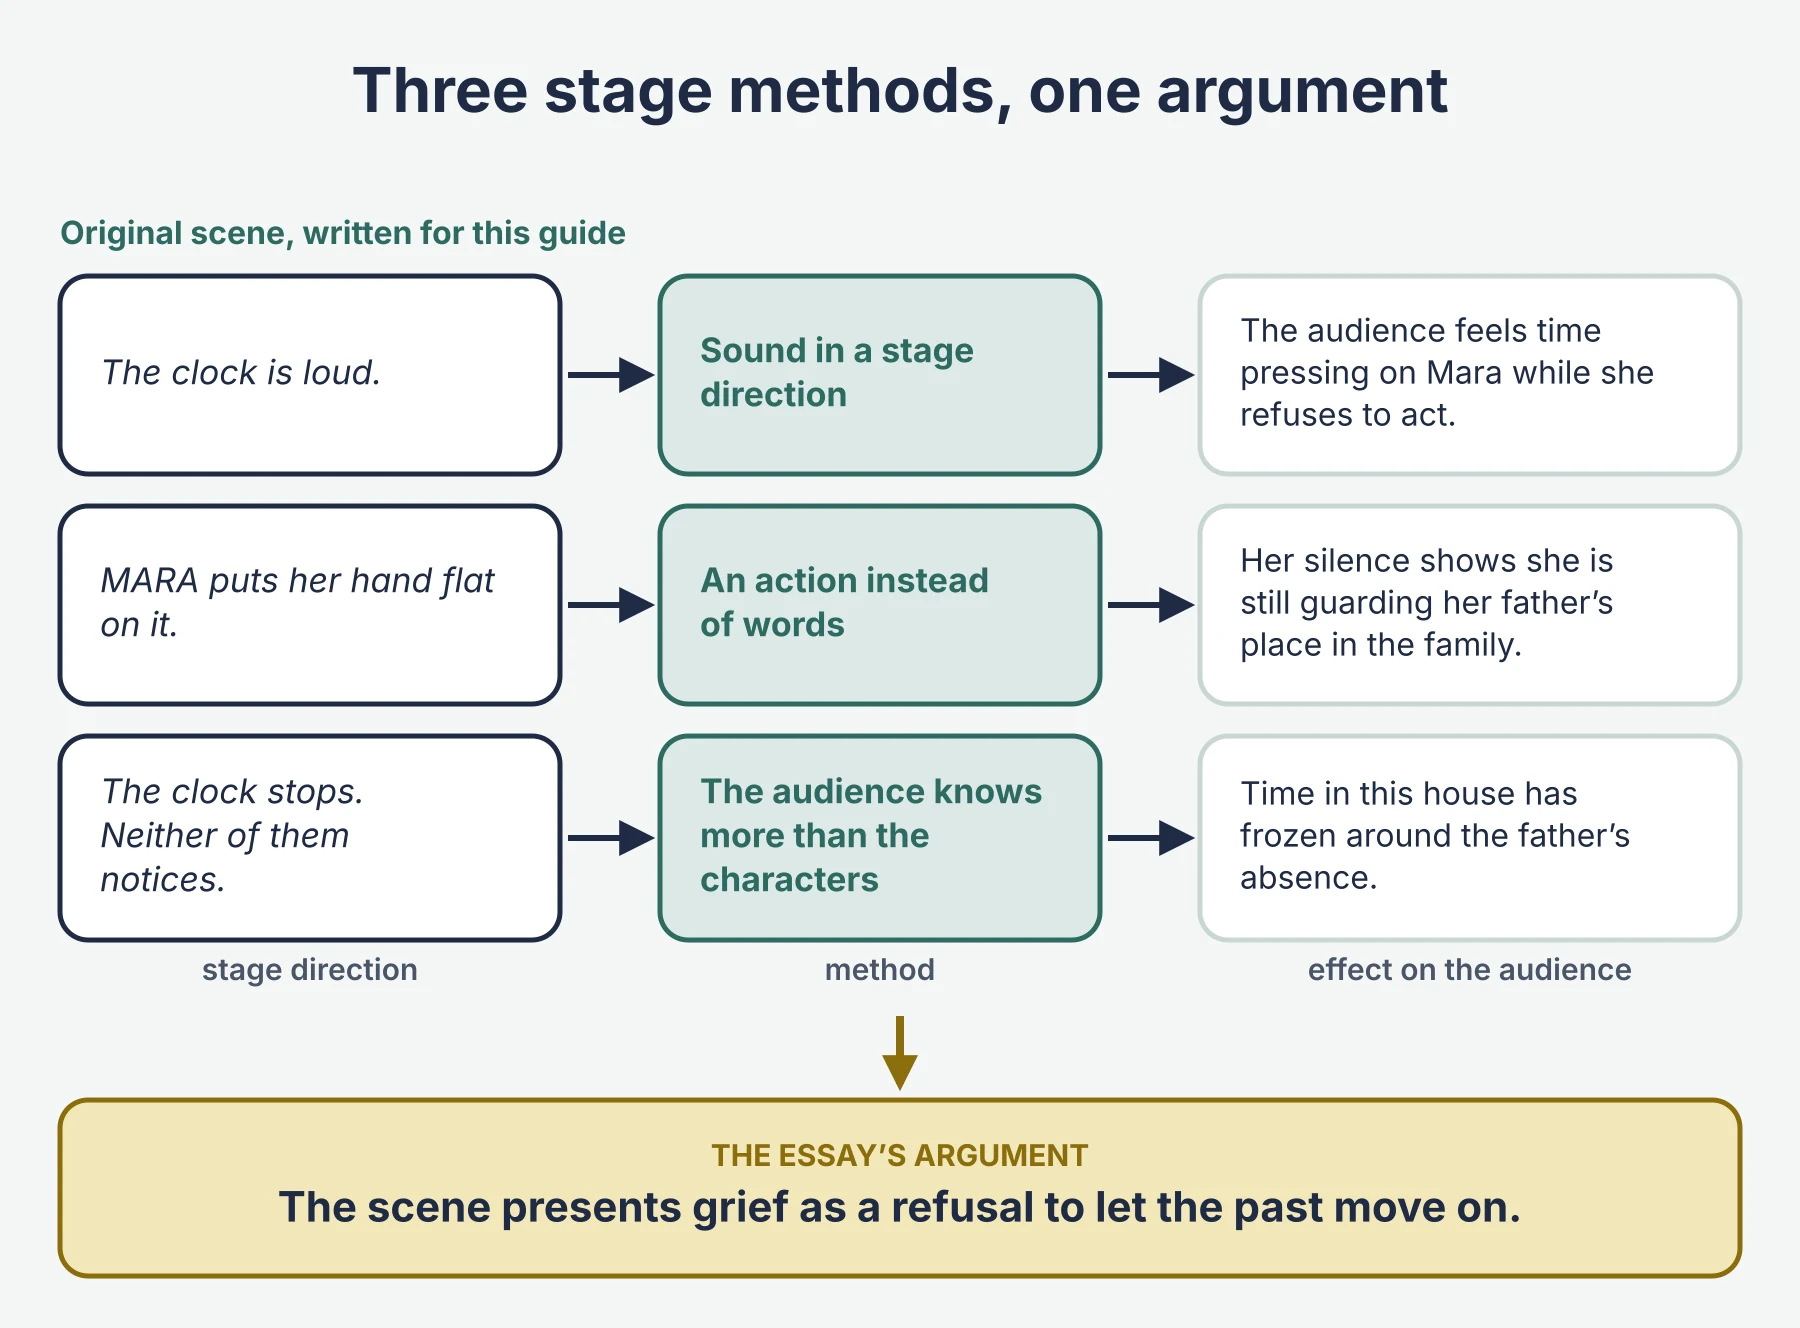 Three stage methods, one argument
Original scene, written for this guide
The clock is loud.
Sound in a stage
direction
The audience feels time
pressing on Mara while she
refuses to act.
MARA puts her hand flat
on it.
An action instead
of words
Her silence shows she is
still guarding her father’s
place in the family.
The clock stops.
Neither of them
notices.
The audience knows
more than the
characters
Time in this house has
frozen around the father’s
absence.
stage direction
method
effect on the audience
THE ESSAY’S ARGUMENT
The scene presents grief as a refusal to let the past move on.